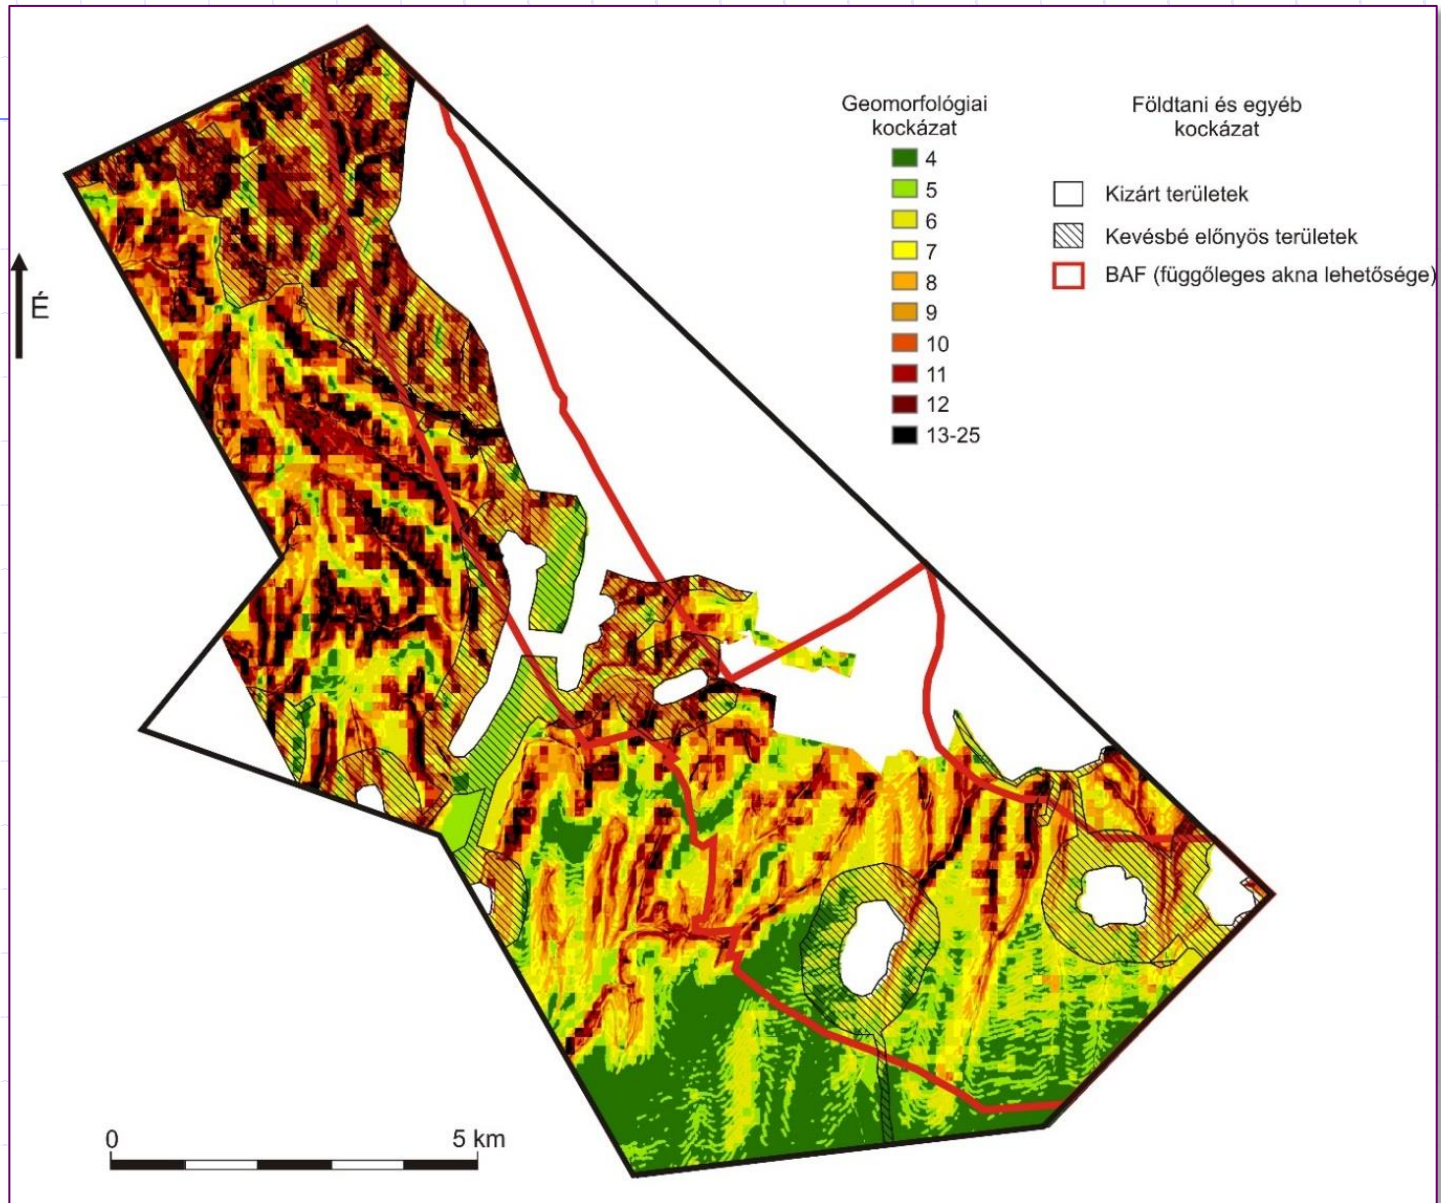 Geomorfológiai
kockázat
4
5
6
7
8
9
10
11
12
13-25
Földtani és egyéb
kockázat
Kizárt területek
Kevésbé előnyös területek
BAF (függőleges akna lehetősége)
É
0 5 km